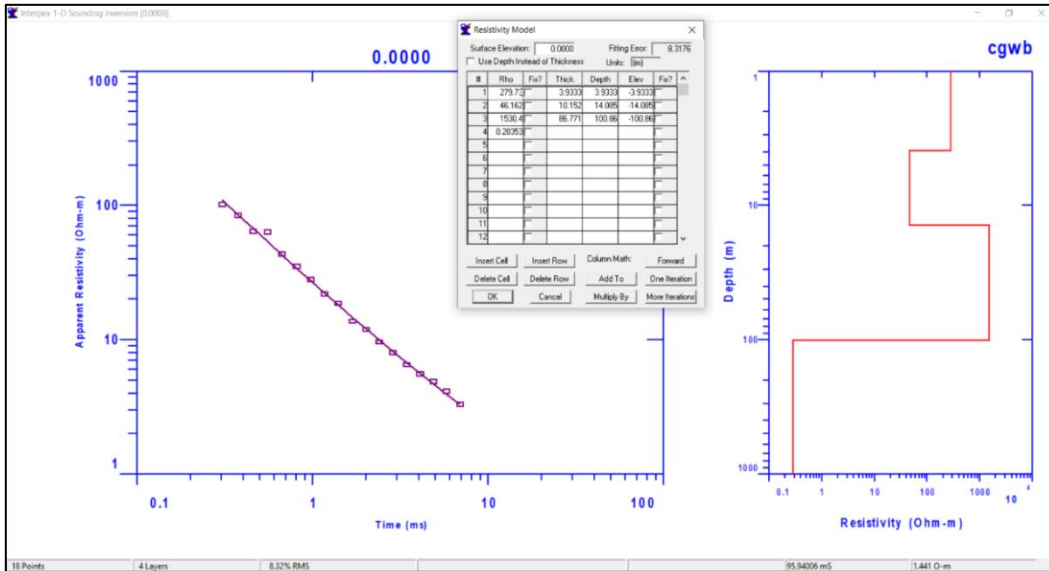 Interpex 1-D Sounding Inversion [0.0000]
0.0000
1000
100
10
1
Apparent Resistivity (Ohm-m)
0.1 1 10 100
Time (ms)
Resistivity Model
Surface Elevation: 0.0000 Fitting Error: 8.3176
Use Depth Instead of Thickness Units: (m)
# Rho Fix? Thick Depth Elev Fix?
1 279.73 3.9333 3.9333 -3.9333
2 46.162 10.152 14.085 -14.085
3 1530.4 86.771 100.86 -100.86
4 0.28353
5
6
7
8
9
10
11
12
Insert Cell Insert Row Column Math: Forward
Delete Cell Delete Row Add To One Iteration
OK Cancel Multiply By More Iterations
cgwb
1
10
100
1000
Depth (m)
0.1 1 10 100 1000 10 4
Resistivity (Ohm-m)
18 Points 4 Layers 8.32% RMS 95.94006 mS 1.441 O-m